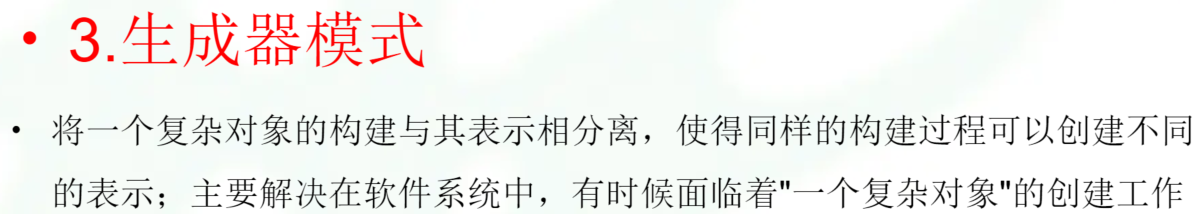 • 3.生成器模式
• 将一个复杂对象的构建与其表示相分离，使得同样的构建过程可以创建不同
的表示；主要解决在软件系统中，有时候面临着"一个复杂对象"的创建工作